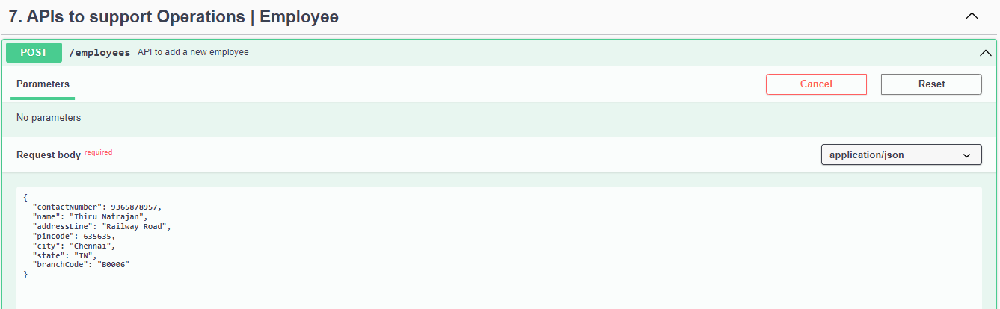 7. APIs to support Operations | Employee
POST /employees API to add a new employee
Parameters Cancel Reset
No parameters
Request body required application/json
{
  "contactNumber": 9365878957,
  "name": "Thiru Natrajan",
  "addressLine": "Railway Road",
  "pincode": 635635,
  "city": "Chennai",
  "state": "TN",
  "branchCode": "B0006"
}